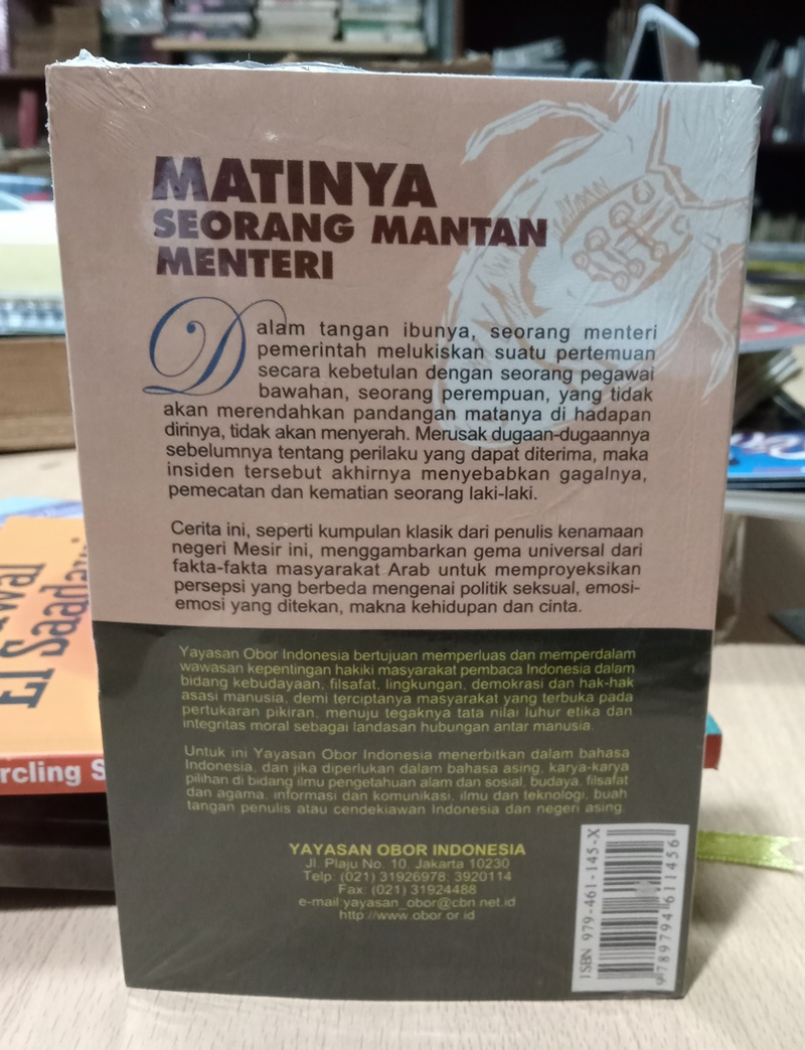 MATINYA
SEORANG MANTAN
MENTERI
Dalam tangan ibunya, seorang menteri
pemerintah melukiskan suatu pertemuan
secara kebetulan dengan seorang pegawai
bawahan, seorang perempuan, yang tidak
akan merendahkan pandangan matanya di hadapan
dirinya, tidak akan menyerah. Merusak dugaan-dugaannya
sebelumnya tentang perilaku yang dapat diterima, maka
insiden tersebut akhirnya menyebabkan gagalnya,
pemecatan dan kematian seorang laki-laki.
Cerita ini, seperti kumpulan klasik dari penulis kenamaan
negeri Mesir ini, menggambarkan gema universal dari
fakta-fakta masyarakat Arab untuk memproyeksikan
persepsi yang berbeda mengenai politik seksual, emosi-
emosi yang ditekan, makna kehidupan dan cinta.
Yayasan Obor Indonesia bertujuan memperluas dan memperdalam
wawasan kepentingan hakiki masyarakat pembaca Indonesia dalam
bidang kebudayaan, filsafat, lingkungan, demokrasi dan hak-hak
asasi manusia, demi terciptanya masyarakat yang terbuka pada
pertukaran pikiran, menuju tegaknya tata nilai luhur etika dan
integritas moral sebagai landasan hubungan antar manusia.
Untuk ini Yayasan Obor Indonesia menerbitkan dalam bahasa
Indonesia, dan jika diperlukan dalam bahasa asing, karya-karya
pilihan di bidang ilmu pengetahuan alam dan sosial, budaya, filsafat
dan agama, informasi dan komunikasi, ilmu dan teknologi, buah
tangan penulis atau cendekiawan Indonesia dan negeri asing.
YAYASAN OBOR INDONESIA
Jl. Plaju No. 10. Jakarta 10230
Telp: (021) 31926978; 3920114
Fax: (021) 31924488
e-mail:yayasan_obor@cbn.net.id
http://www.obor.or.id
ISBN 979-461-145-X
9789794611456
El Saadawi
rcling S